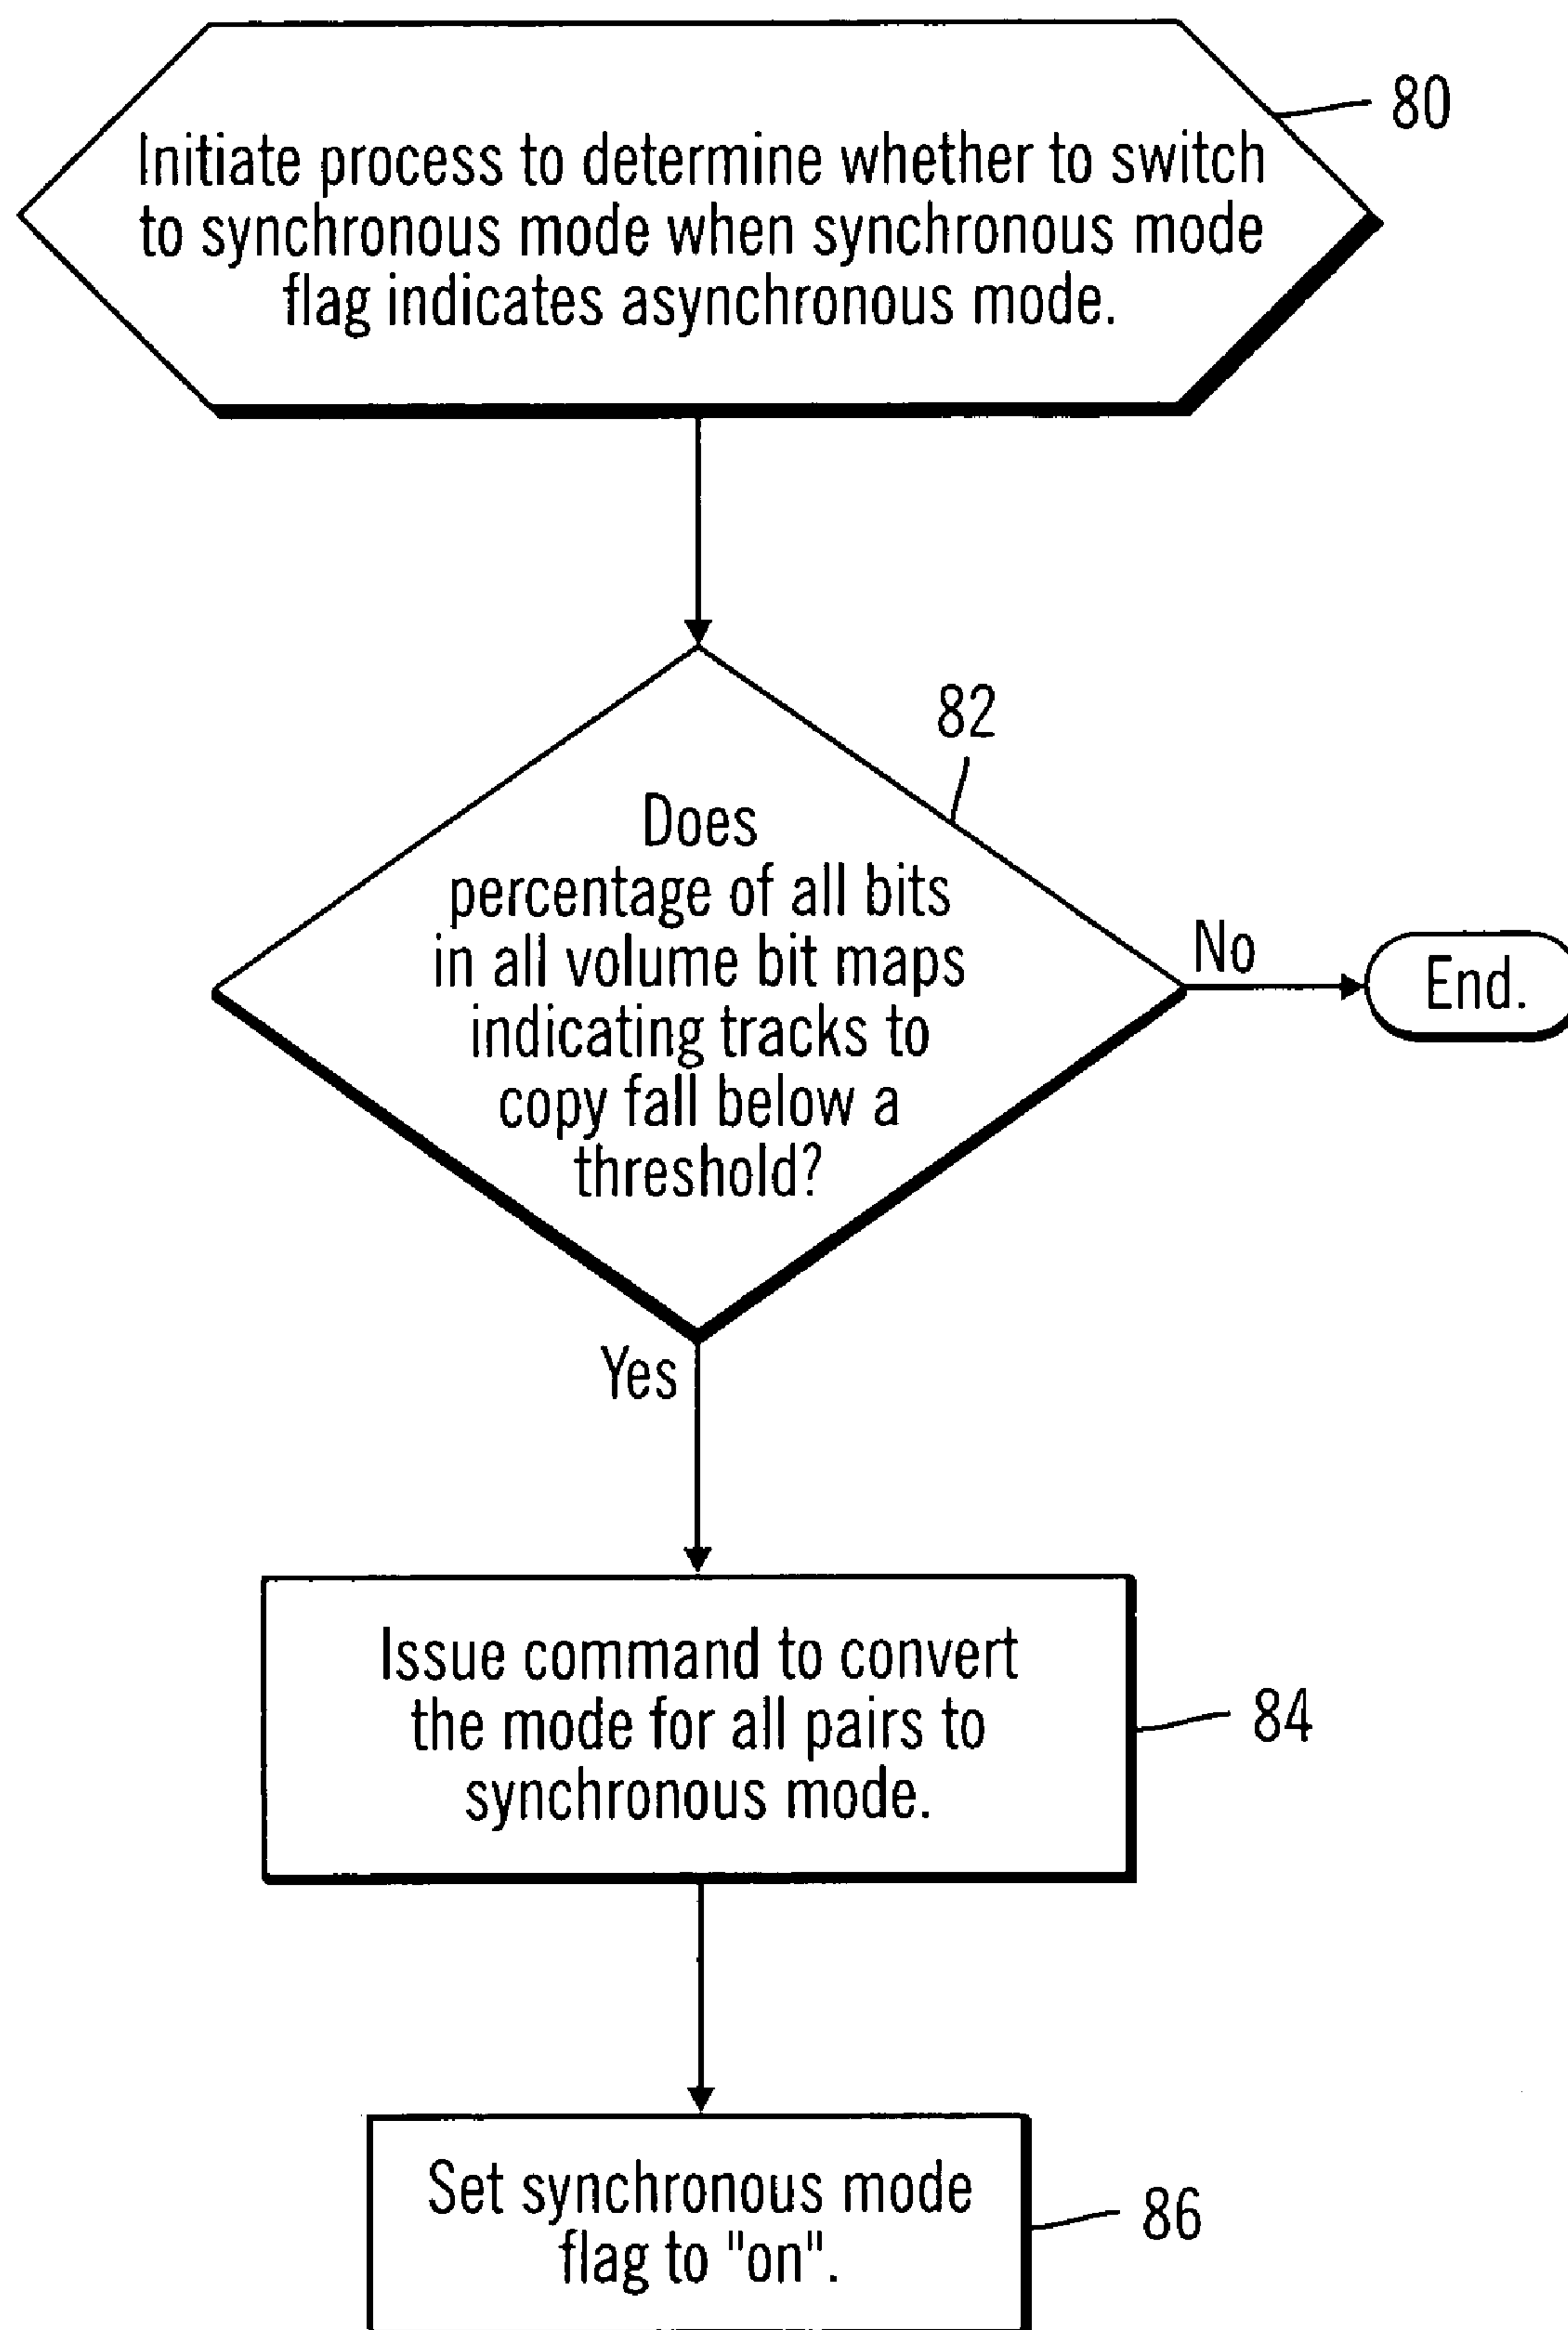 80
Initiate process to determine whether to switch
to synchronous mode when synchronous mode
flag indicates asynchronous mode.
82
Does
percentage of all bits
in all volume bit maps
indicating tracks to
copy fall below a
threshold?
No
End.
Yes
Issue command to convert
the mode for all pairs to
synchronous mode.
84
Set synchronous mode
flag to "on".
86